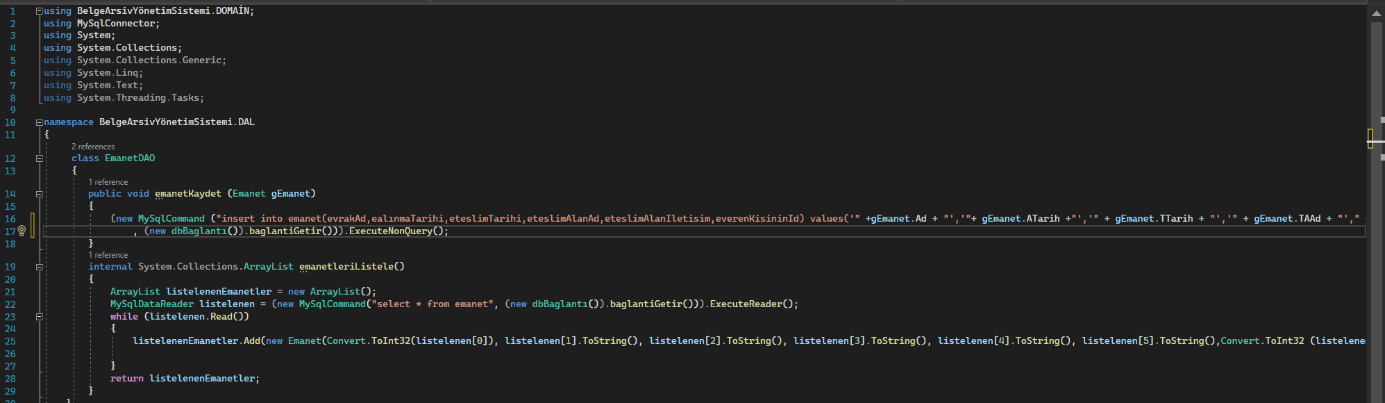 1 using BelgeArsivYönetimSistemi.DOMAİN;
2 using MySqlConnector;
3 using System;
4 using System.Collections;
5 using System.Collections.Generic;
6 using System.Linq;
7 using System.Text;
8 using System.Threading.Tasks;
9
10 namespace BelgeArsivYönetimSistemi.DAL
11 {
2 references
12 class EmanetDAO
13 {
1 reference
14 public void emanetKaydet (Emanet gEmanet)
15 {
16 (new MySqlCommand ("insert into emanet(evrakAd,ealınmaTarihi,eteslimTarihi,eteslimAlanAd,eteslimAlanIletisim,everenKisininId) values('" +gEmanet.Ad + "','"+ gEmanet.ATarih +"','" + gEmanet.TTarih + "','" + gEmanet.TAAd + "',"
17 , (new dbBaglantı()).baglantiGetir())).ExecuteNonQuery();
18 }
1 reference
19 internal System.Collections.ArrayList emanetleriListele()
20 {
21 ArrayList listelenenEmanetler = new ArrayList();
22 MySqlDataReader listelenen = (new MySqlCommand("select * from emanet", (new dbBaglantı()).baglantiGetir())).ExecuteReader();
23 while (listelenen.Read())
24 {
25 listelenenEmanetler.Add(new Emanet(Convert.ToInt32(listelenen[0]), listelenen[1].ToString(), listelenen[2].ToString(), listelenen[3].ToString(), listelenen[4].ToString(), listelenen[5].ToString(),Convert.ToInt32 (listelene
26
27 }
28 return listelenenEmanetler;
29 }